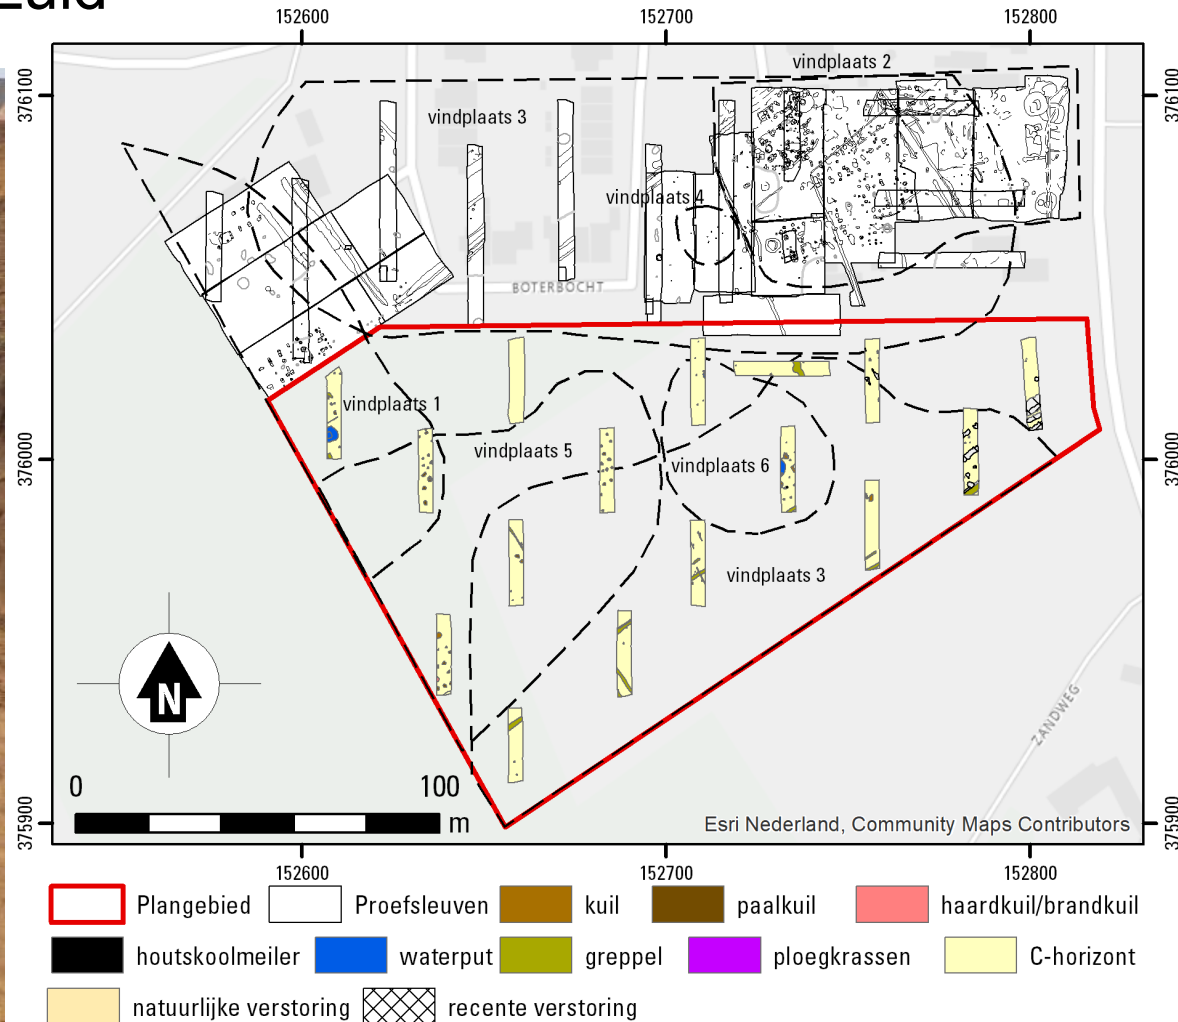 152600 152700 152800
376100 376100
vindplaats 2
vindplaats 3
vindplaats 4
BOTERBOCHT
vindplaats 1
vindplaats 5
vindplaats 6
376000 376000
vindplaats 3
N
ZANDWEG
0 100
m
375900 375900
Esri Nederland, Community Maps Contributors
152600 152700 152800
Plangebied Proefsleuven kuil paalkuil haardkuil/brandkuil
houtskoolmeiler waterput greppel ploegkrassen C-horizont
natuurlijke verstoring recente verstoring